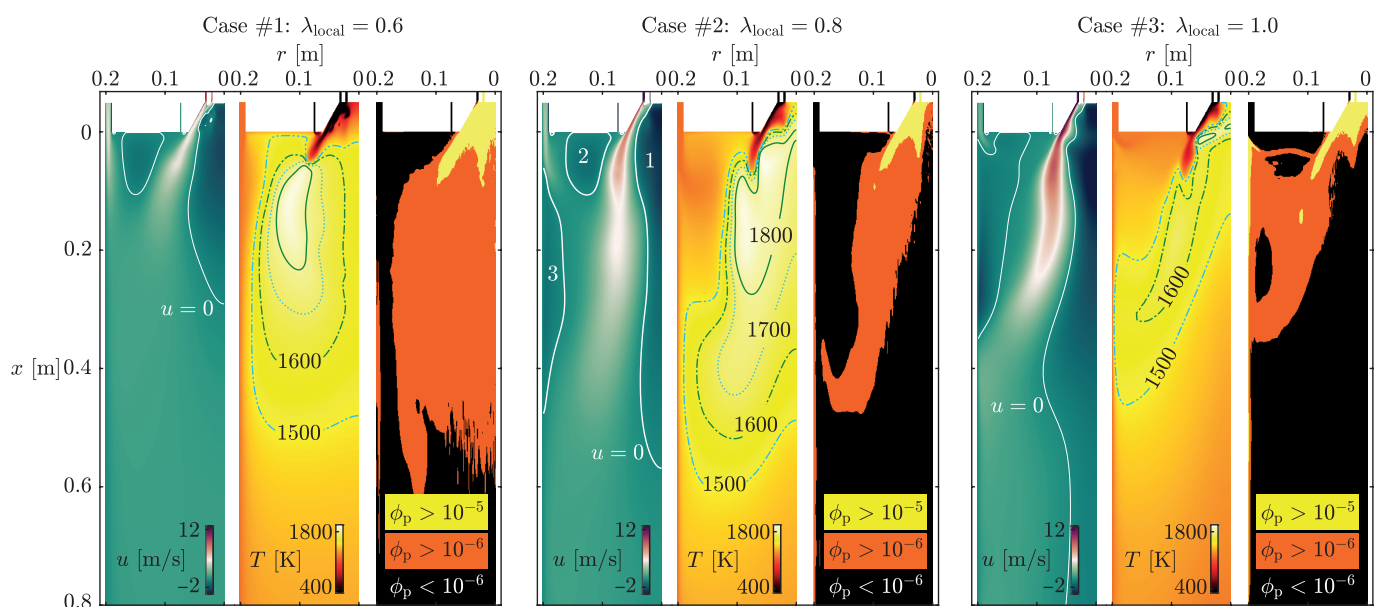 Case #1: λlocal = 0.6
Case #2: λlocal = 0.8
Case #3: λlocal = 1.0
r [m]
r [m]
r [m]
0.2 0.1 00.2 0.1 00.2 0.1 0
0.2 0.1 00.2 0.1 00.2 0.1 0
0.2 0.1 00.2 0.1 00.2 0.1 0
0
0.2
x [m]
0.4
0.6
0.8
u = 0
1600
1500
u [m/s]
12
−2
T [K]
1800
400
ϕp > 10−5
ϕp > 10−6
ϕp < 10−6
2
1
3
u = 0
1800
1700
1600
1500
u [m/s]
12
−2
T [K]
1800
400
ϕp > 10−5
ϕp > 10−6
ϕp < 10−6
u = 0
1600
1500
u [m/s]
12
−2
T [K]
1800
400
ϕp > 10−5
ϕp > 10−6
ϕp < 10−6